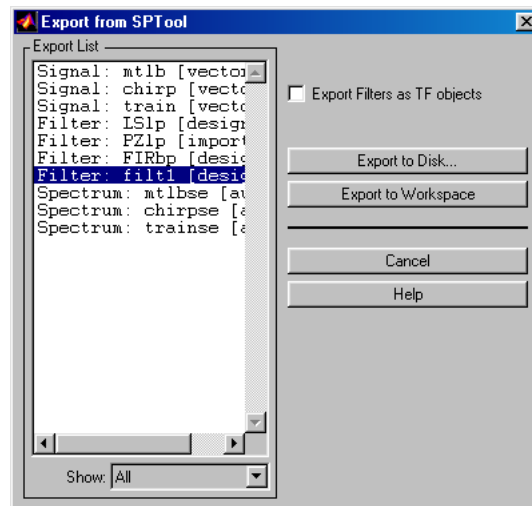 Export from SPTool
Export List
Signal: mtlb [vector
Signal: chirp [vecto
Signal: train [vecto
Filter: LSlp [design
Filter: PZlp [import
Filter: FIRbp [desig
Filter: filt1 [desig
Spectrum: mtlbse [au
Spectrum: chirpse [a
Spectrum: trainse [a
Show: All
Export Filters as TF objects
Export to Disk...
Export to Workspace
Cancel
Help